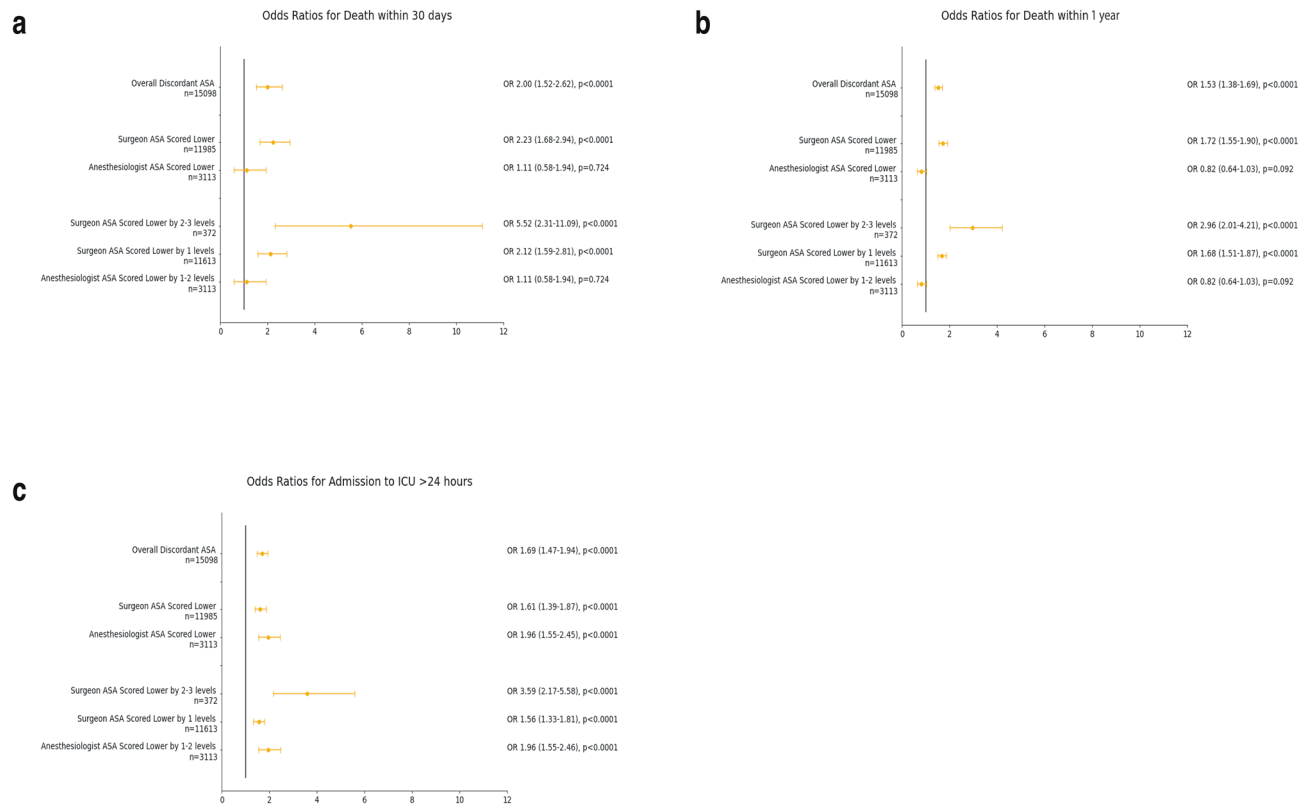 a
Odds Ratios for Death within 30 days
Overall Discordant ASA
n=15098
OR 2.00 (1.52-2.62), p<0.0001
Surgeon ASA Scored Lower
n=11985
OR 2.23 (1.68-2.94), p<0.0001
Anesthesiologist ASA Scored Lower
n=3113
OR 1.11 (0.58-1.94), p=0.724
Surgeon ASA Scored Lower by 2-3 levels
n=372
OR 5.52 (2.31-11.09), p<0.0001
Surgeon ASA Scored Lower by 1 levels
n=11613
OR 2.12 (1.59-2.81), p<0.0001
Anesthesiologist ASA Scored Lower by 1-2 levels
n=3113
OR 1.11 (0.58-1.94), p=0.724
0 2 4 6 8 10 12
b
Odds Ratios for Death within 1 year
Overall Discordant ASA
n=15098
OR 1.53 (1.38-1.69), p<0.0001
Surgeon ASA Scored Lower
n=11985
OR 1.72 (1.55-1.90), p<0.0001
Anesthesiologist ASA Scored Lower
n=3113
OR 0.82 (0.64-1.03), p=0.092
Surgeon ASA Scored Lower by 2-3 levels
n=372
OR 2.96 (2.01-4.21), p<0.0001
Surgeon ASA Scored Lower by 1 levels
n=11613
OR 1.68 (1.51-1.87), p<0.0001
Anesthesiologist ASA Scored Lower by 1-2 levels
n=3113
OR 0.82 (0.64-1.03), p=0.092
0 2 4 6 8 10 12
c
Odds Ratios for Admission to ICU >24 hours
Overall Discordant ASA
n=15098
OR 1.69 (1.47-1.94), p<0.0001
Surgeon ASA Scored Lower
n=11985
OR 1.61 (1.39-1.87), p<0.0001
Anesthesiologist ASA Scored Lower
n=3113
OR 1.96 (1.55-2.45), p<0.0001
Surgeon ASA Scored Lower by 2-3 levels
n=372
OR 3.59 (2.17-5.58), p<0.0001
Surgeon ASA Scored Lower by 1 levels
n=11613
OR 1.56 (1.33-1.81), p<0.0001
Anesthesiologist ASA Scored Lower by 1-2 levels
n=3113
OR 1.96 (1.55-2.46), p<0.0001
0 2 4 6 8 10 12